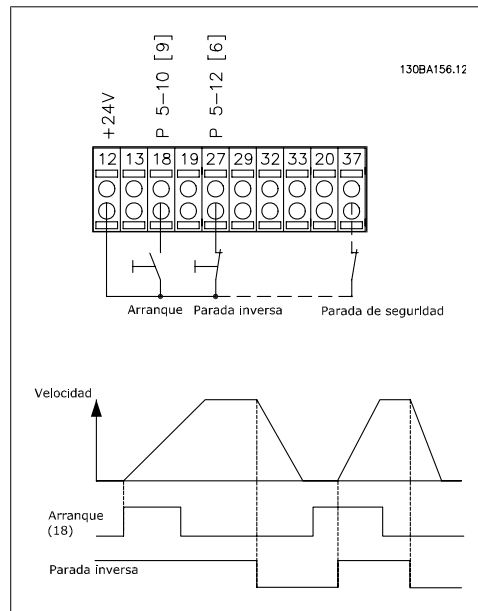 130BA156.12
+24V
P 5-10 [9]
P 5-12 [6]
12 13 18 19 27 29 32 33 20 37
Arranque Parada inversa Parada de seguridad
Velocidad
Arranque
(18)
Parada inversa